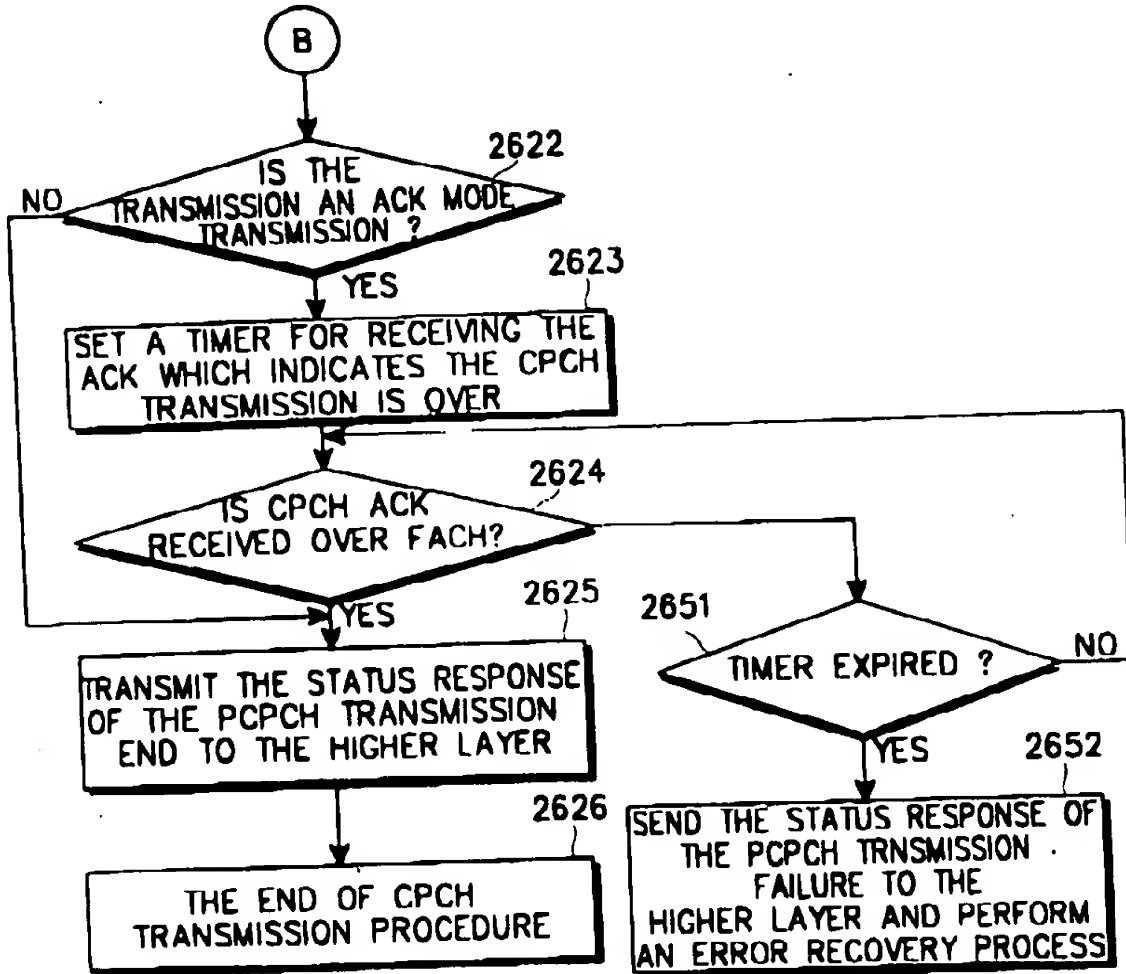 B
2622
IS THE
TRANSMISSION AN ACK MODE
TRANSMISSION ?
NO
YES
2623
SET A TIMER FOR RECEIVING THE
ACK WHICH INDICATES THE CPCH
TRANSMISSION IS OVER
2624
IS CPCH ACK
RECEIVED OVER FACH?
YES
2625
TRANSMIT THE STATUS RESPONSE
OF THE PCPCH TRANSMISSION
END TO THE HIGHER LAYER
2626
THE END OF CPCH
TRANSMISSION PROCEDURE
2651
TIMER EXPIRED ?
NO
YES
2652
SEND THE STATUS RESPONSE OF
THE PCPCH TRNSMISSION
FAILURE TO THE
HIGHER LAYER AND PERFORM
AN ERROR RECOVERY PROCESS